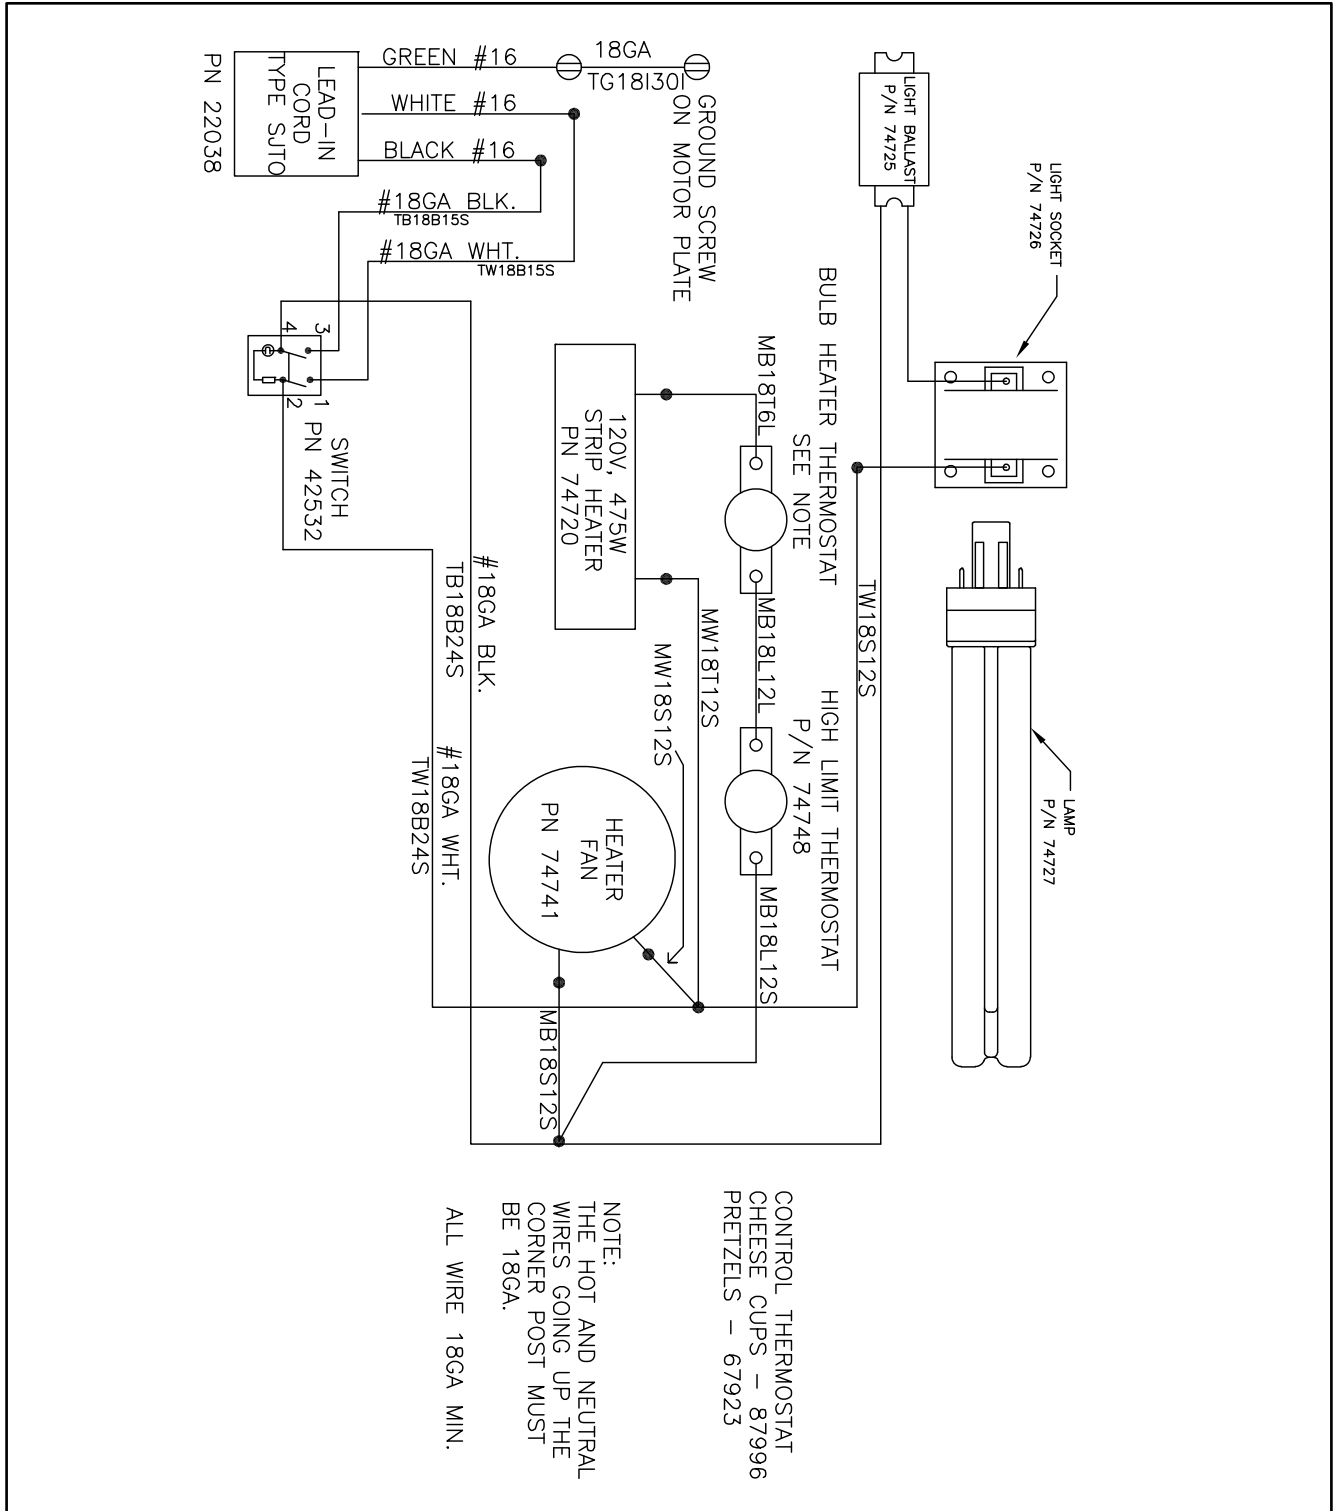 GREEN #16
18GA
TG18I30I
WHITE #16
BLACK #16
#18GA BLK.
TB18B15S
#18GA WHT.
TW18B15S
LEAD-IN
CORD
TYPE SJTO
PN 22038
GROUND SCREW
ON MOTOR PLATE
LIGHT BALLAST
P/N 74725
LIGHT SOCKET
P/N 74726
BULB HEATER THERMOSTAT
SEE NOTE
MB18T6L
120V, 475W
STRIP HEATER
PN 74720
3
4
1
2
SWITCH
PN 42532
#18GA BLK.
TB18B24S
#18GA WHT.
TW18B24S
MB18L12L
MW18T12S
MW18S12S
TW18S12S
HIGH LIMIT THERMOSTAT
P/N 74748
LAMP
P/N 74727
HEATER
FAN
PN 74741
MB18L12S
MB18S12S
CONTROL THERMOSTAT
CHEESE CUPS - 87996
PRETZELS - 67923
NOTE:
THE HOT AND NEUTRAL
WIRES GOING UP THE
CORNER POST MUST
BE 18GA.
ALL WIRE 18GA MIN.